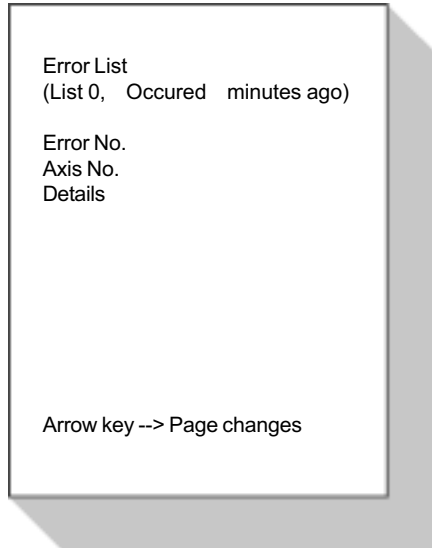 Error List
(List 0, Occured minutes ago)
Error No.
Axis No.
Details
Arrow key --> Page changes